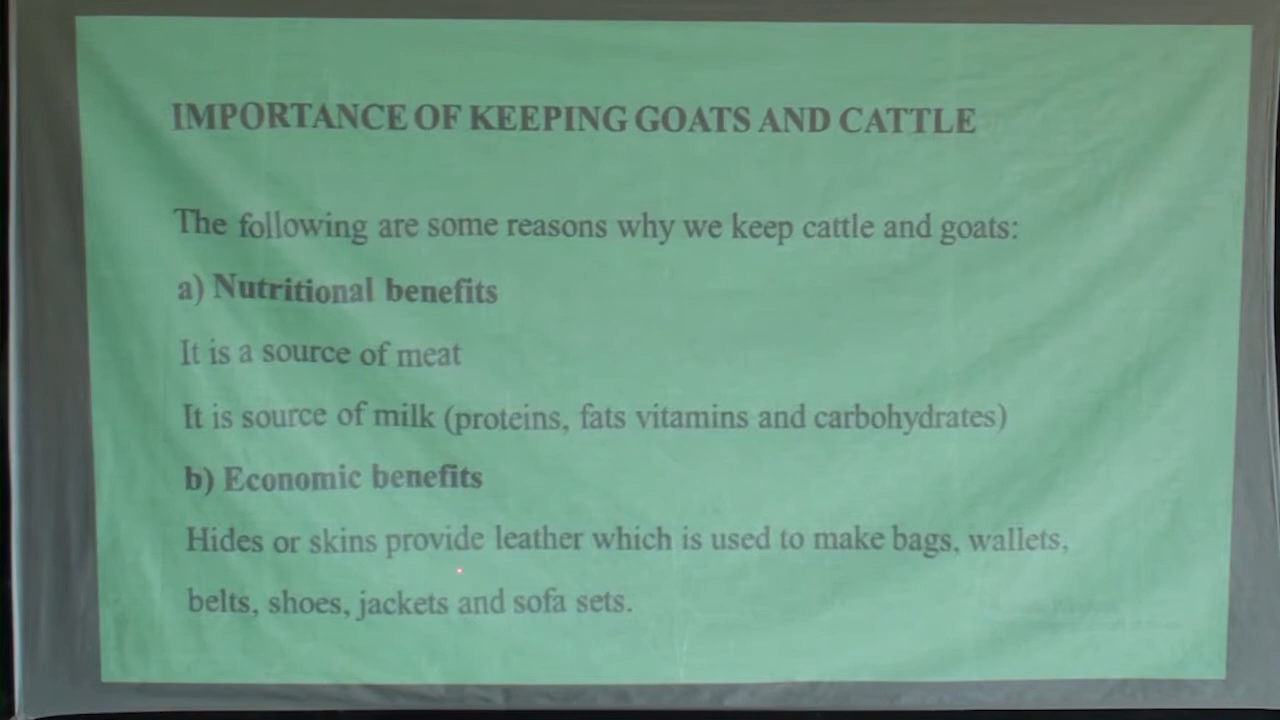 IMPORTANCE OF KEEPING GOATS AND CATTLE
The following are some reasons why we keep cattle and goats:
a) Nutritional benefits
It is a source of meat
It is source of milk (proteins, fats vitamins and carbohydrates)
b) Economic benefits
Hides or skins provide leather which is used to make bags, wallets,
belts, shoes, jackets and sofa sets.